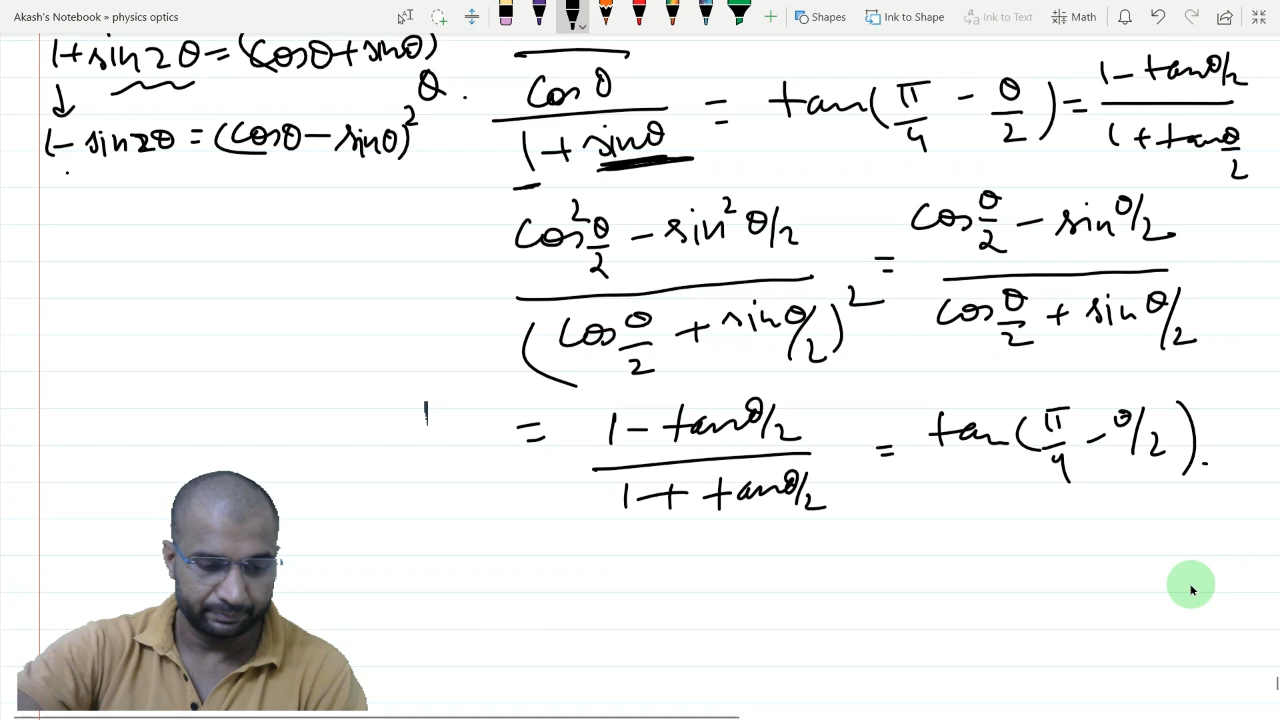 Akash's Notebook » physics optics
Shapes Ink to Shape Ink to Text Math
1+sin2θ=(cosθ+sinθ)
1- sin2θ = (cosθ-sinθ)²
Q. cosθ/(1+sinθ) = tan(π/4 - θ/2) = (1-tanθ/2)/(1+tanθ/2)
(cos²θ/2 - sin²θ/2)/(cosθ/2 + sinθ/2)² = (cosθ/2 - sinθ/2)/(cosθ/2 + sinθ/2)
= (1-tanθ/2)/(1+tanθ/2) = tan(π/4 - θ/2).